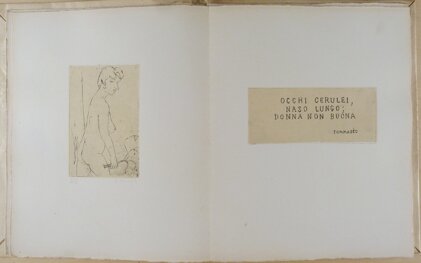 OCCHI CERULEI,
NASO LUNGO;
DONNA NON BUONA
TOMMASEO